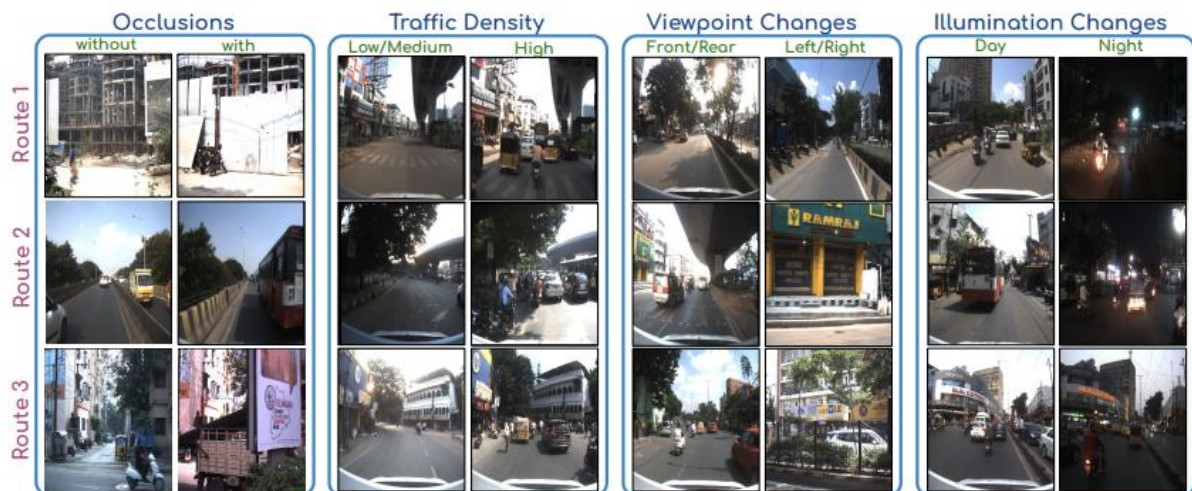 Occlusions
Traffic Density
Viewpoint Changes
Illumination Changes
without
with
Low/Medium
High
Front/Rear
Left/Right
Day
Night
Route 1
Route 2
RAMRAJ
Route 3